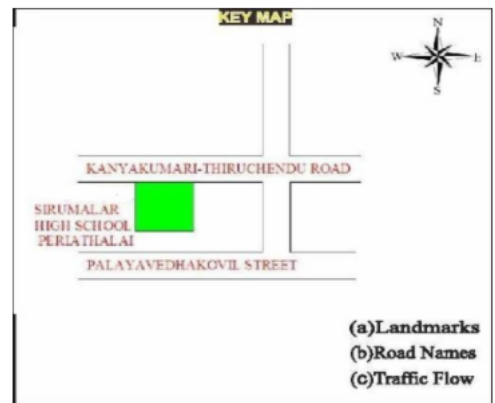 KEY MAP
N
W E
S
KANYAKUMARI-THIRUCHENDU ROAD
SIRUMALAR
HIGH SCHOOL
PERIATHALAI
PALAYAVEDHAKOVIL STREET
(a)Landmarks
(b)Road Names
(c)Traffic Flow